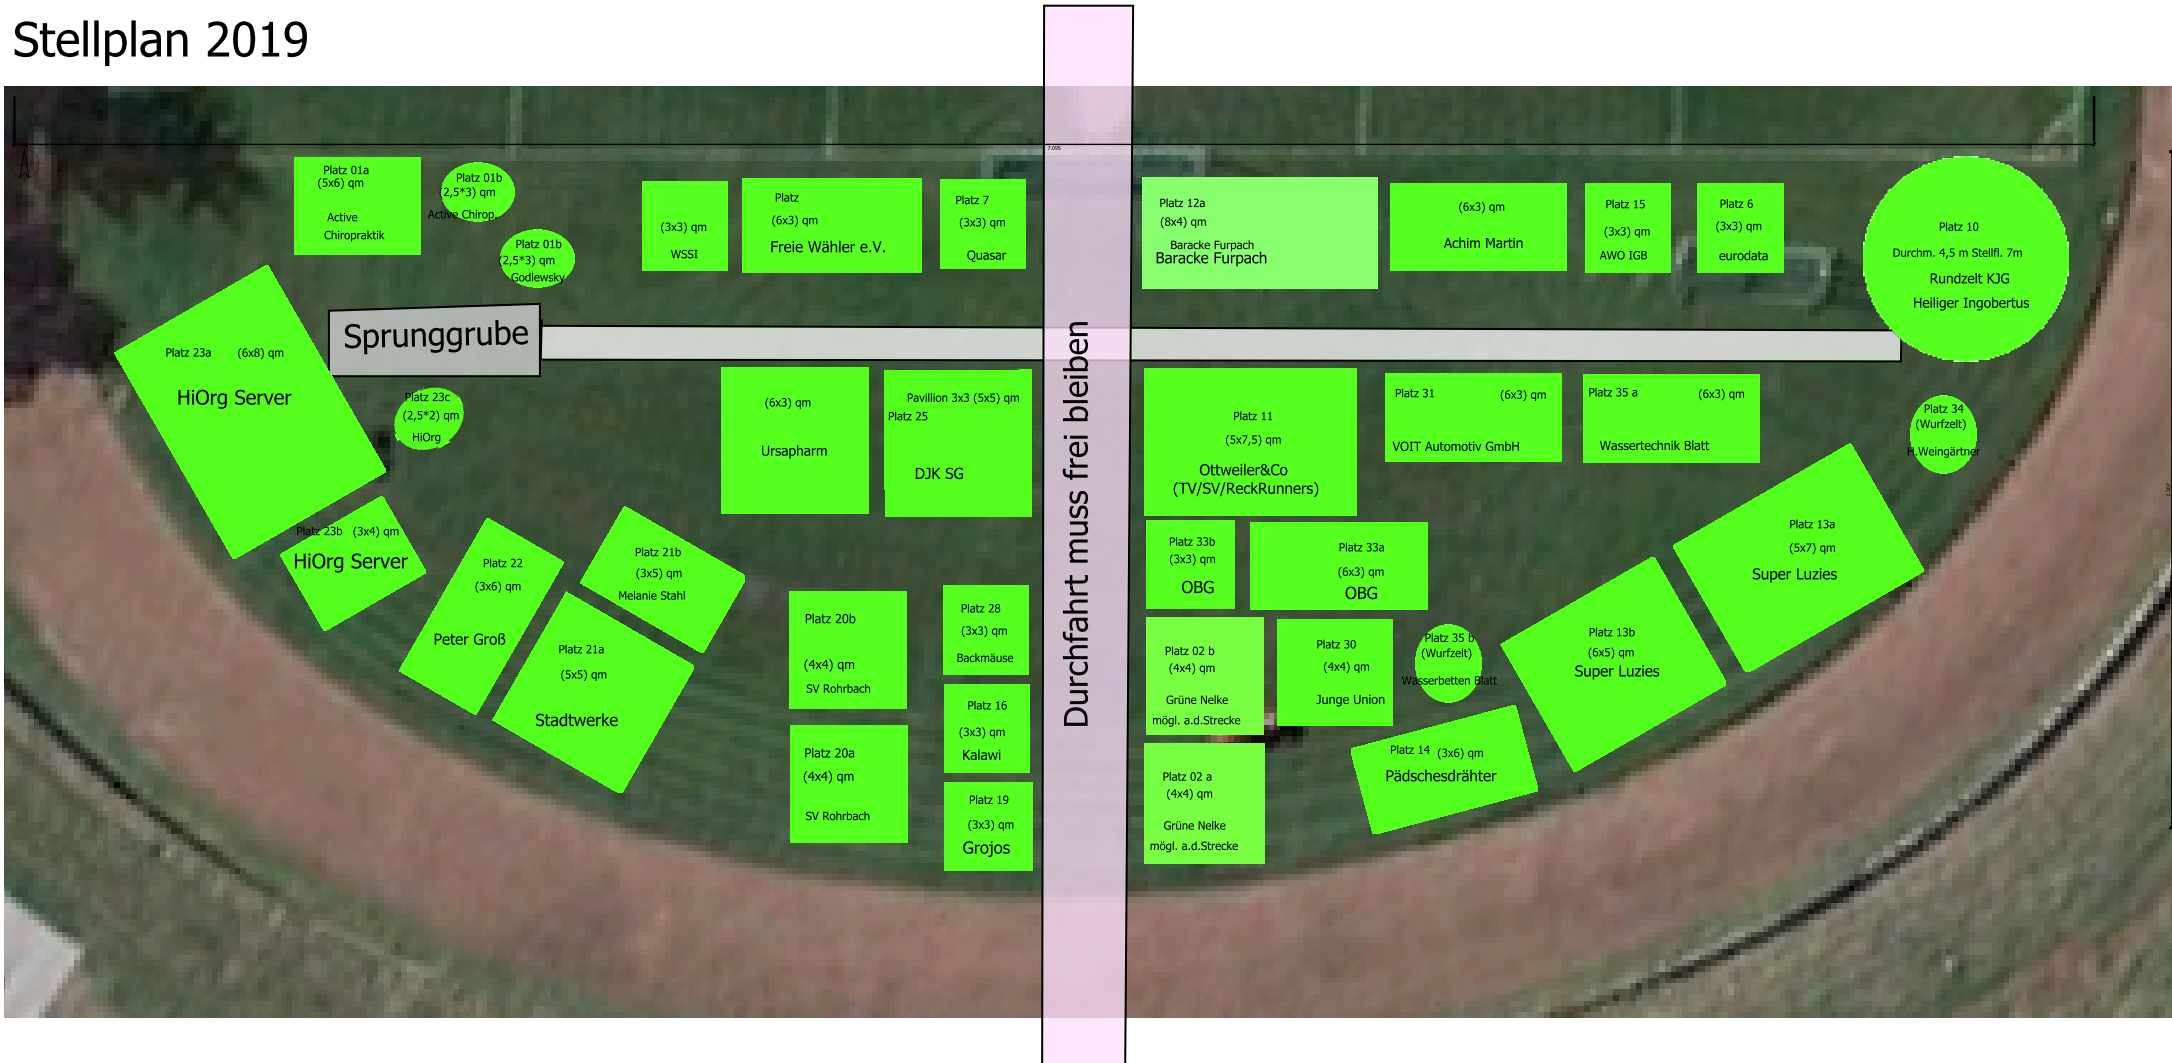 Stellplan 2019
7.095
Platz 01a
(5x6) qm
Active
Chiropraktik
Platz 01b
(2,5*3) qm
Active Chirop.
Platz 01b
(2,5*3) qm
Godlewsky
(3x3) qm
WSSI
Platz
(6x3) qm
Freie Wähler e.V.
Platz 7
(3x3) qm
Quasar
Platz 12a
(8x4) qm
Baracke Furpach
Baracke Furpach
(6x3) qm
Achim Martin
Platz 15
(3x3) qm
AWO IGB
Platz 6
(3x3) qm
eurodata
Platz 10
Durchm. 4,5 m Stellfl. 7m
Rundzelt KJG
Heiliger Ingobertus
Sprunggrube
Durchfahrt muss frei bleiben
Platz 23a (6x8) qm
HiOrg Server
Platz 23c
(2,5*2) qm
HiOrg
Platz 23b (3x4) qm
HiOrg Server
Platz 22
(3x6) qm
Peter Groß
Platz 21b
(3x5) qm
Melanie Stahl
Platz 21a
(5x5) qm
Stadtwerke
(6x3) qm
Ursapharm
Pavillion 3x3 (5x5) qm
Platz 25
DJK SG
Platz 20b
(4x4) qm
SV Rohrbach
Platz 20a
(4x4) qm
SV Rohrbach
Platz 28
(3x3) qm
Backmäuse
Platz 16
(3x3) qm
Kalawi
Platz 19
(3x3) qm
Grojos
Platz 11
(5x7,5) qm
Ottweiler&Co
(TV/SV/ReckRunners)
Platz 31 (6x3) qm
VOIT Automotiv GmbH
Platz 35 a (6x3) qm
Wassertechnik Blatt
Platz 34
(Wurfzelt)
H.Weingärtner
Platz 33b
(3x3) qm
OBG
Platz 33a
(6x3) qm
OBG
Platz 02 b
(4x4) qm
Grüne Nelke
mögl. a.d.Strecke
Platz 30
(4x4) qm
Junge Union
Platz 35 b
(Wurfzelt)
Wasserbetten Blatt
Platz 13b
(6x5) qm
Super Luzies
Platz 13a
(5x7) qm
Super Luzies
Platz 02 a
(4x4) qm
Grüne Nelke
mögl. a.d.Strecke
Platz 14 (3x6) qm
Pädschesdrähter